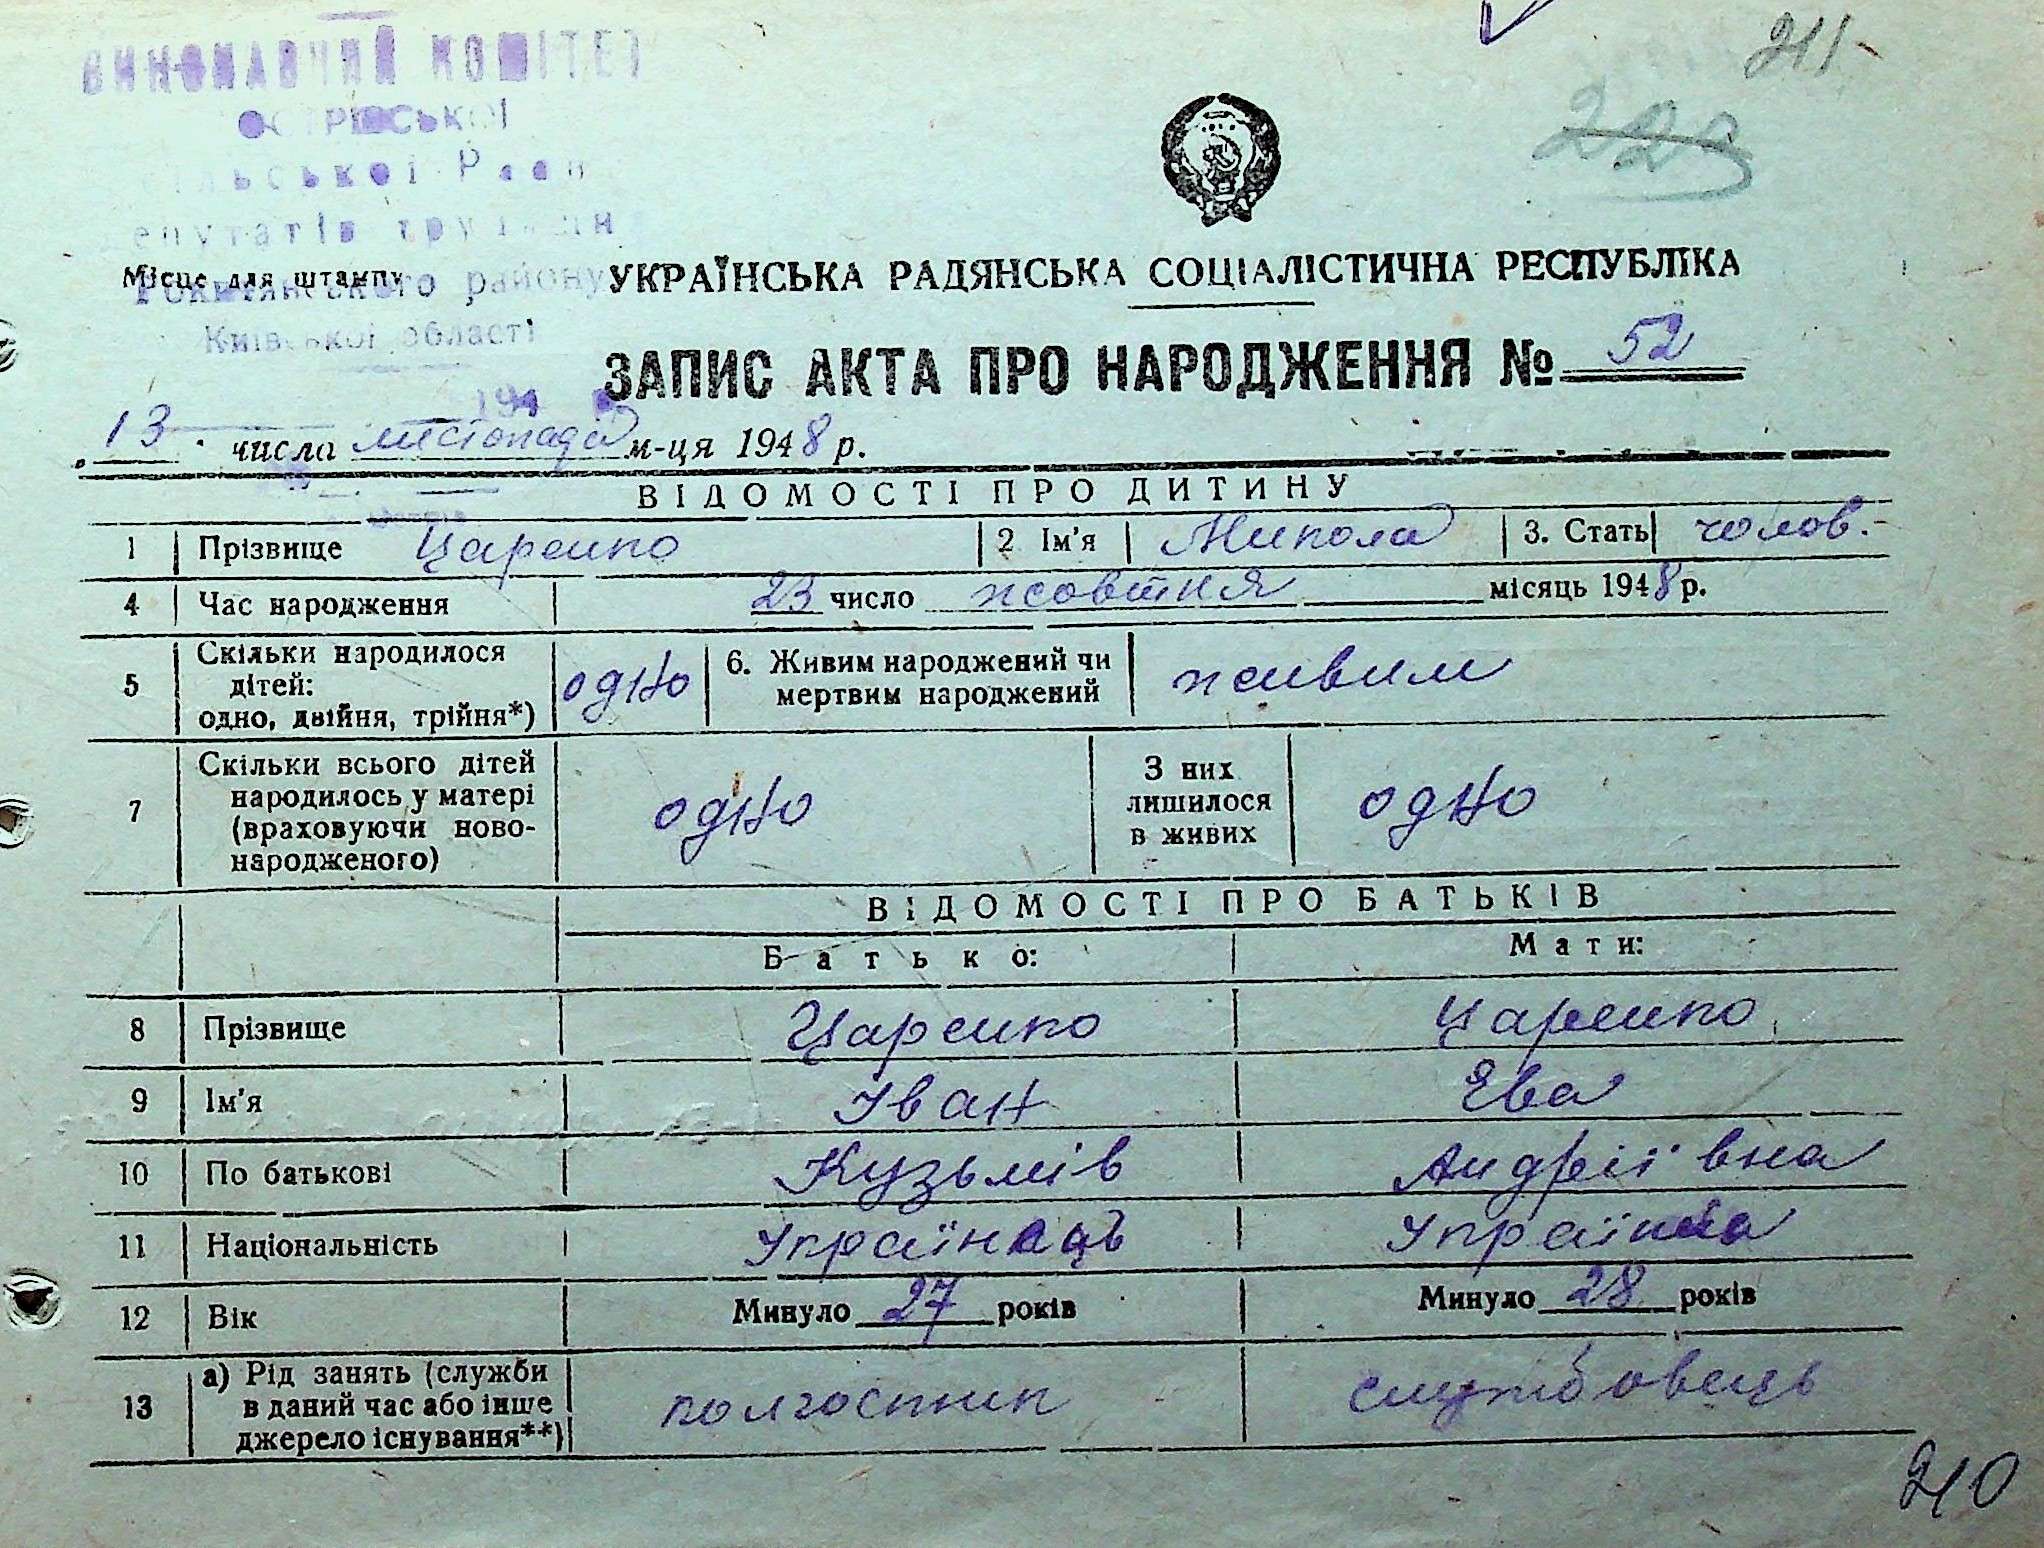 211
220
ВИКОНАВЧИЙ КОМІТЕТ
ОСТРІВСЬКОЇ
сільської Ради
депутатів трудящих
Рокитянського району
Київської області
194
Місце для штампу
УКРАЇНСЬКА РАДЯНСЬКА СОЦІАЛІСТИЧНА РЕСПУБЛІКА
ЗАПИС АКТА ПРО НАРОДЖЕННЯ № 52
„13 числа листопада м-ця 1948 р.
ВІДОМОСТІ ПРО ДИТИНУ
1 Прізвище Царенко 2 Ім'я Микола 3. Стать чолов.
4 Час народження 23 число жовтня місяць 1948 р.
5 Скільки народилося дітей: одно, двійня, трійня*) одно 6. Живим народжений чи мертвим народжений живим
7 Скільки всього дітей народилось у матері (враховуючи ново-народженого) одно З них лишилося в живих одно
ВІДОМОСТІ ПРО БАТЬКІВ
Батько: Мати:
8 Прізвище Царенко Царенко
9 Ім'я Іван Ева
10 По батькові Кузьмів Андріївна
11 Національність Українець Українка
12 Вік Минуло 27 років Минуло 28 років
13 а) Рід занять (служби в даний час або інше джерело існування**) колгоспник службовець
210